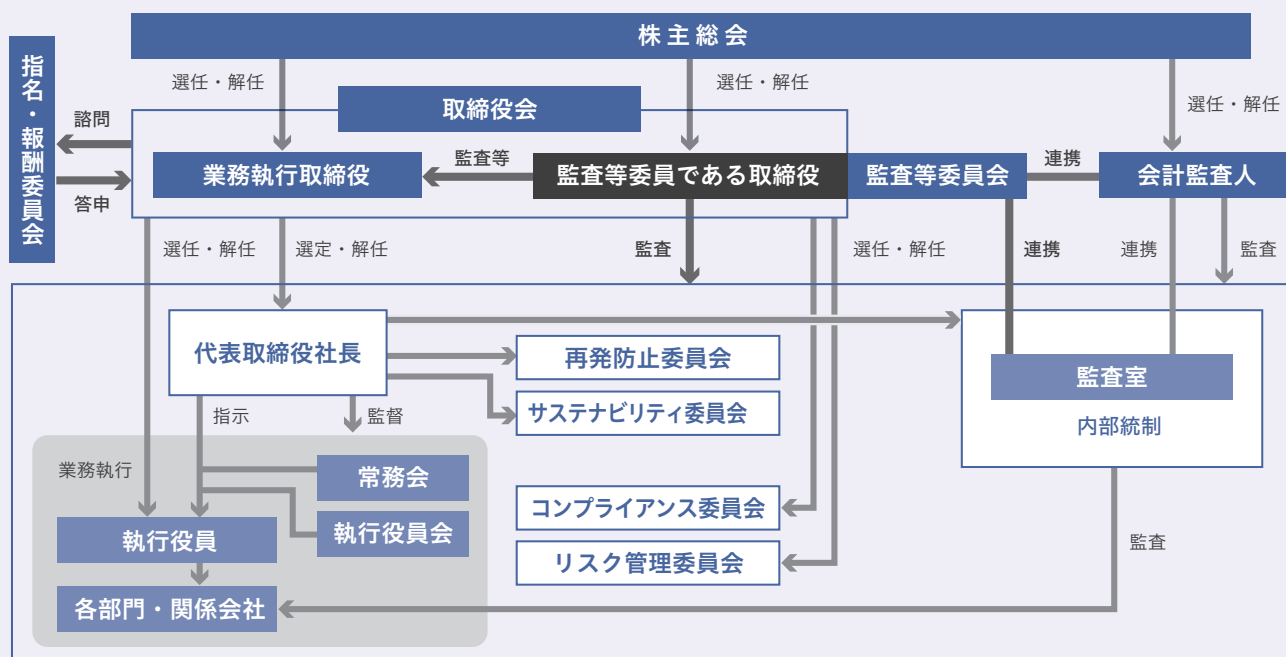 株主総会
指名・報酬委員会
選任・解任
選任・解任
選任・解任
諮問
答申
取締役会
業務執行取締役
監査等
監査等委員である取締役
監査等委員会
連携
会計監査人
選任・解任
選定・解任
監査
選任・解任
連携
連携
監査
代表取締役社長
再発防止委員会
サステナビリティ委員会
監査室
内部統制
指示
監督
業務執行
常務会
執行役員会
執行役員
各部門・関係会社
コンプライアンス委員会
リスク管理委員会
監査